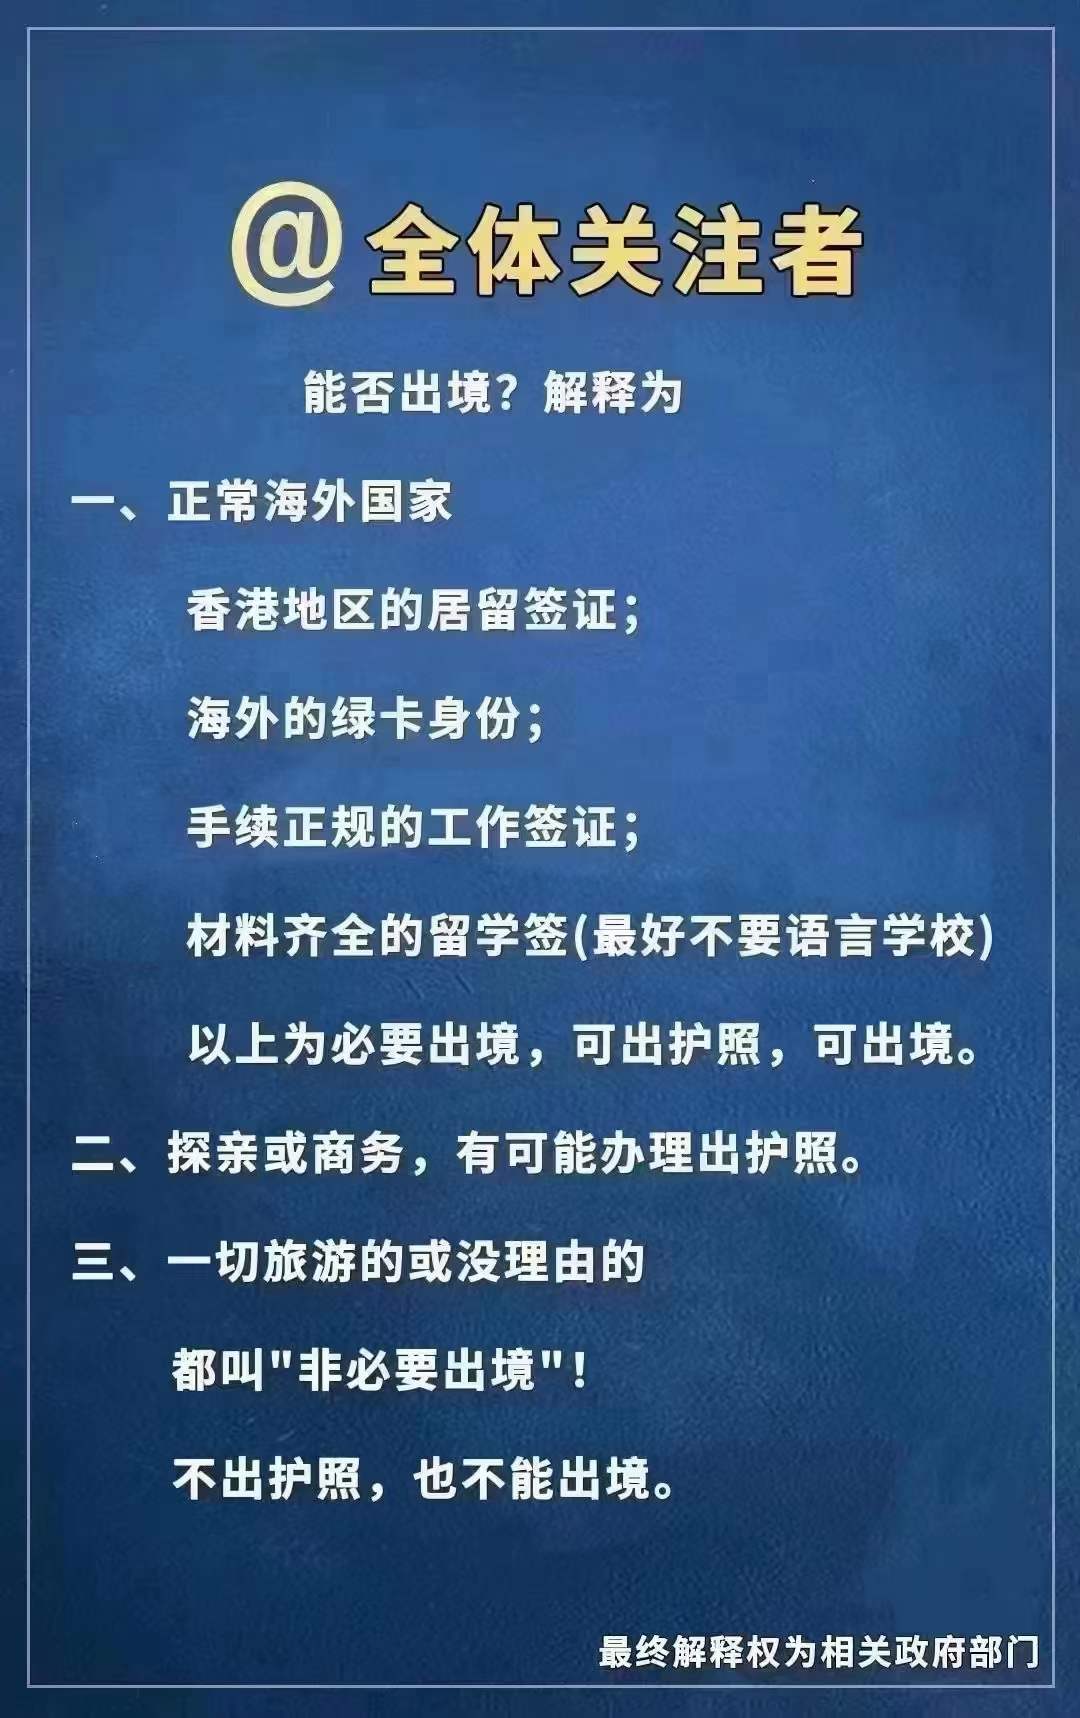 @全体关注者
能否出境？解释为
一、正常海外国家
香港地区的居留签证；
海外的绿卡身份；
手续正规的工作签证；
材料齐全的留学签(最好不要语言学校)
以上为必要出境，可出护照，可出境。
二、探亲或商务，有可能办理出护照。
三、一切旅游的或没理由的
都叫"非必要出境"！
不出护照，也不能出境。
最终解释权为相关政府部门